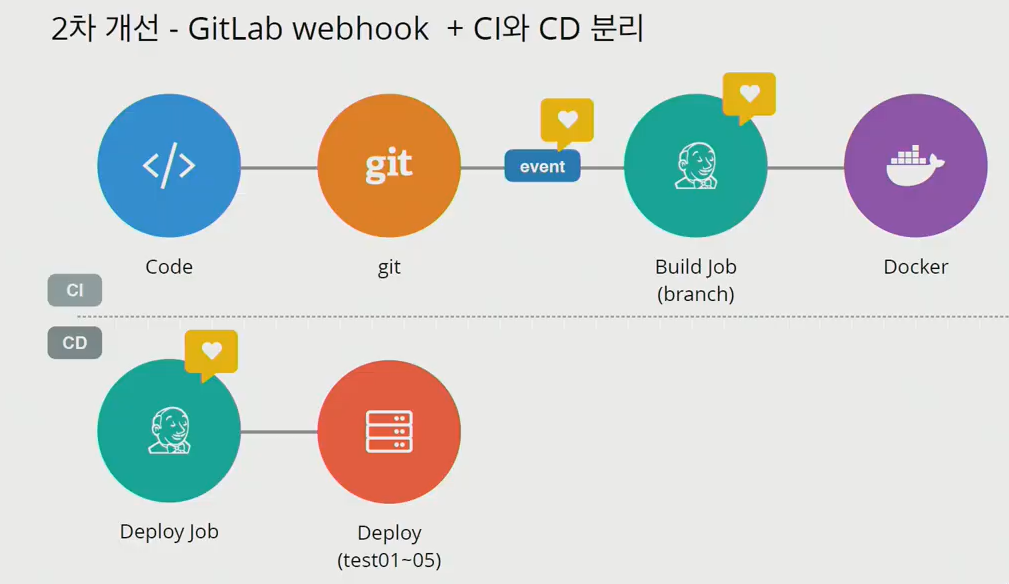 2차 개선 - GitLab webhook + CI와 CD 분리
</>
git
event
Code
git
Build Job
(branch)
Docker
CI
CD
Deploy Job
Deploy
(test01~05)